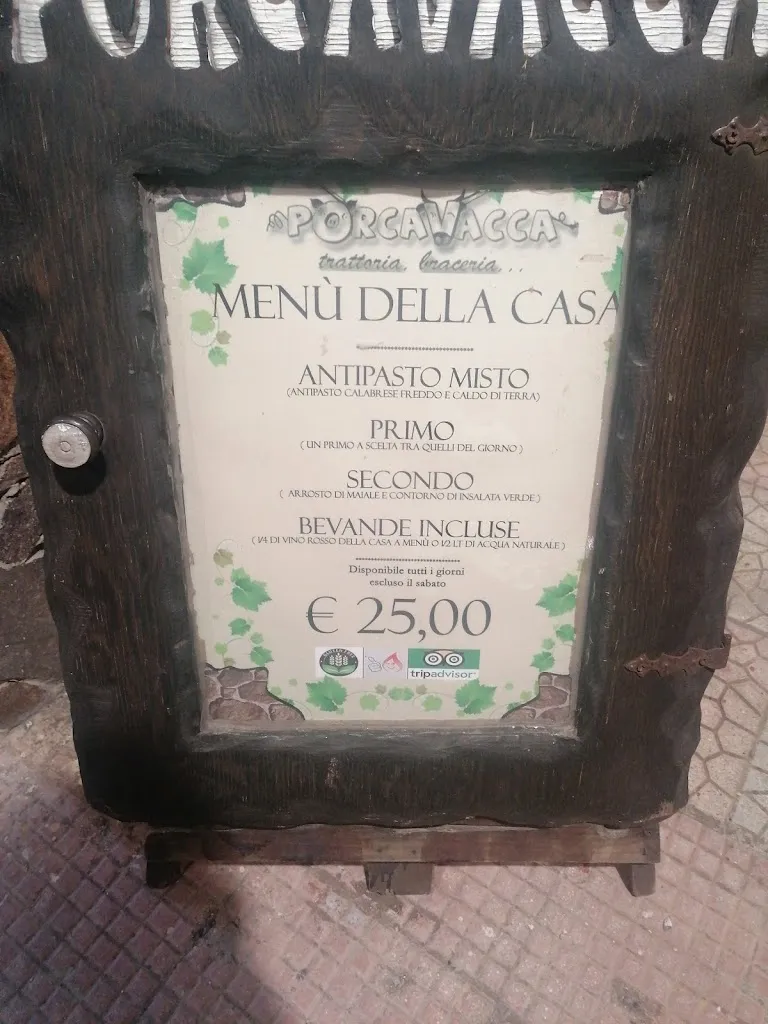 PORCAVACCA
PORCAVACCA
trattoria, braceria...
MENÙ DELLA CASA
ANTIPASTO MISTO
(ANTIPASTO CALABRESE FREDDO E CALDO DI TERRA)
PRIMO
( UN PRIMO A SCELTA TRA QUELLI DEL GIORNO )
SECONDO
( ARROSTO DI MAIALE E CONTORNO DI INSALATA VERDE )
BEVANDE INCLUSE
( 1/4 DI VINO ROSSO DELLA CASA A MENÙ O 1/2 LT DI ACQUA NATURALE )
Disponibile tutti i giorni
escluso il sabato
€ 25,00
tripadvisor